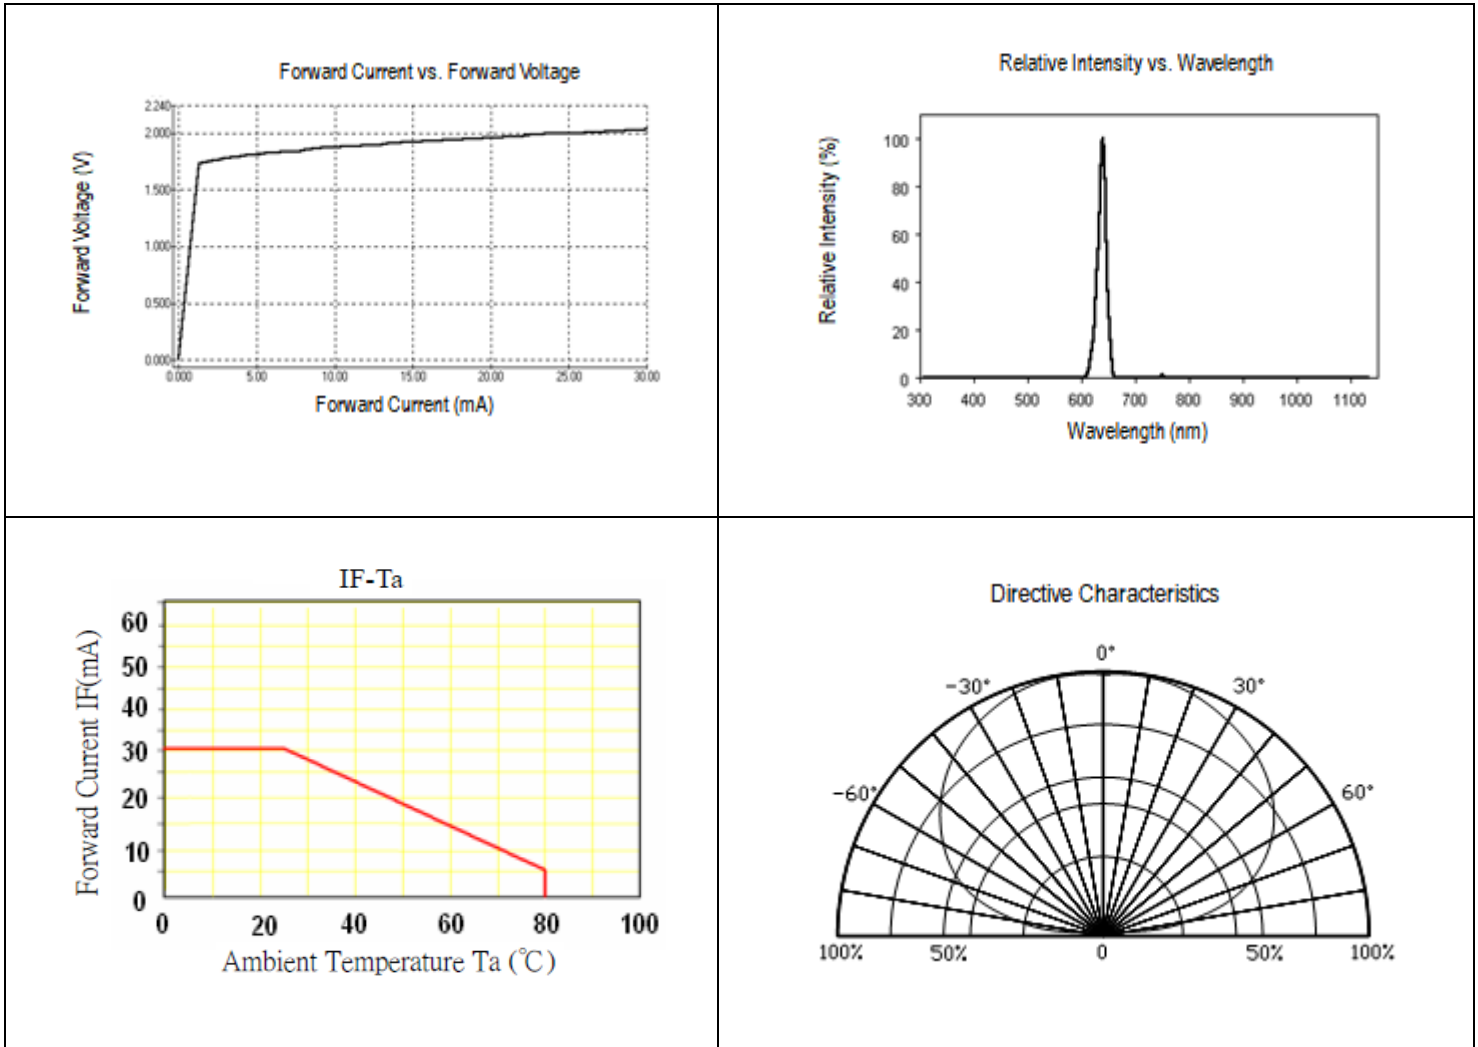 Forward Current vs. Forward Voltage
Forward Voltage (V)
2.240
2.000
1.500
1.000
0.500
0.000
0.000 5.00 10.00 15.00 20.00 25.00 30.00
Forward Current (mA)
Relative Intensity vs. Wavelength
Relative Intensity (%)
100
80
60
40
20
0
300 400 500 600 700 800 900 1000 1100
Wavelength (nm)
IF-Ta
Forward Current IF(mA)
60
50
40
30
20
10
0
0 20 40 60 80 100
Ambient Temperature Ta (℃)
Directive Characteristics
0°
-30° 30°
-60° 60°
100% 50% 0 50% 100%